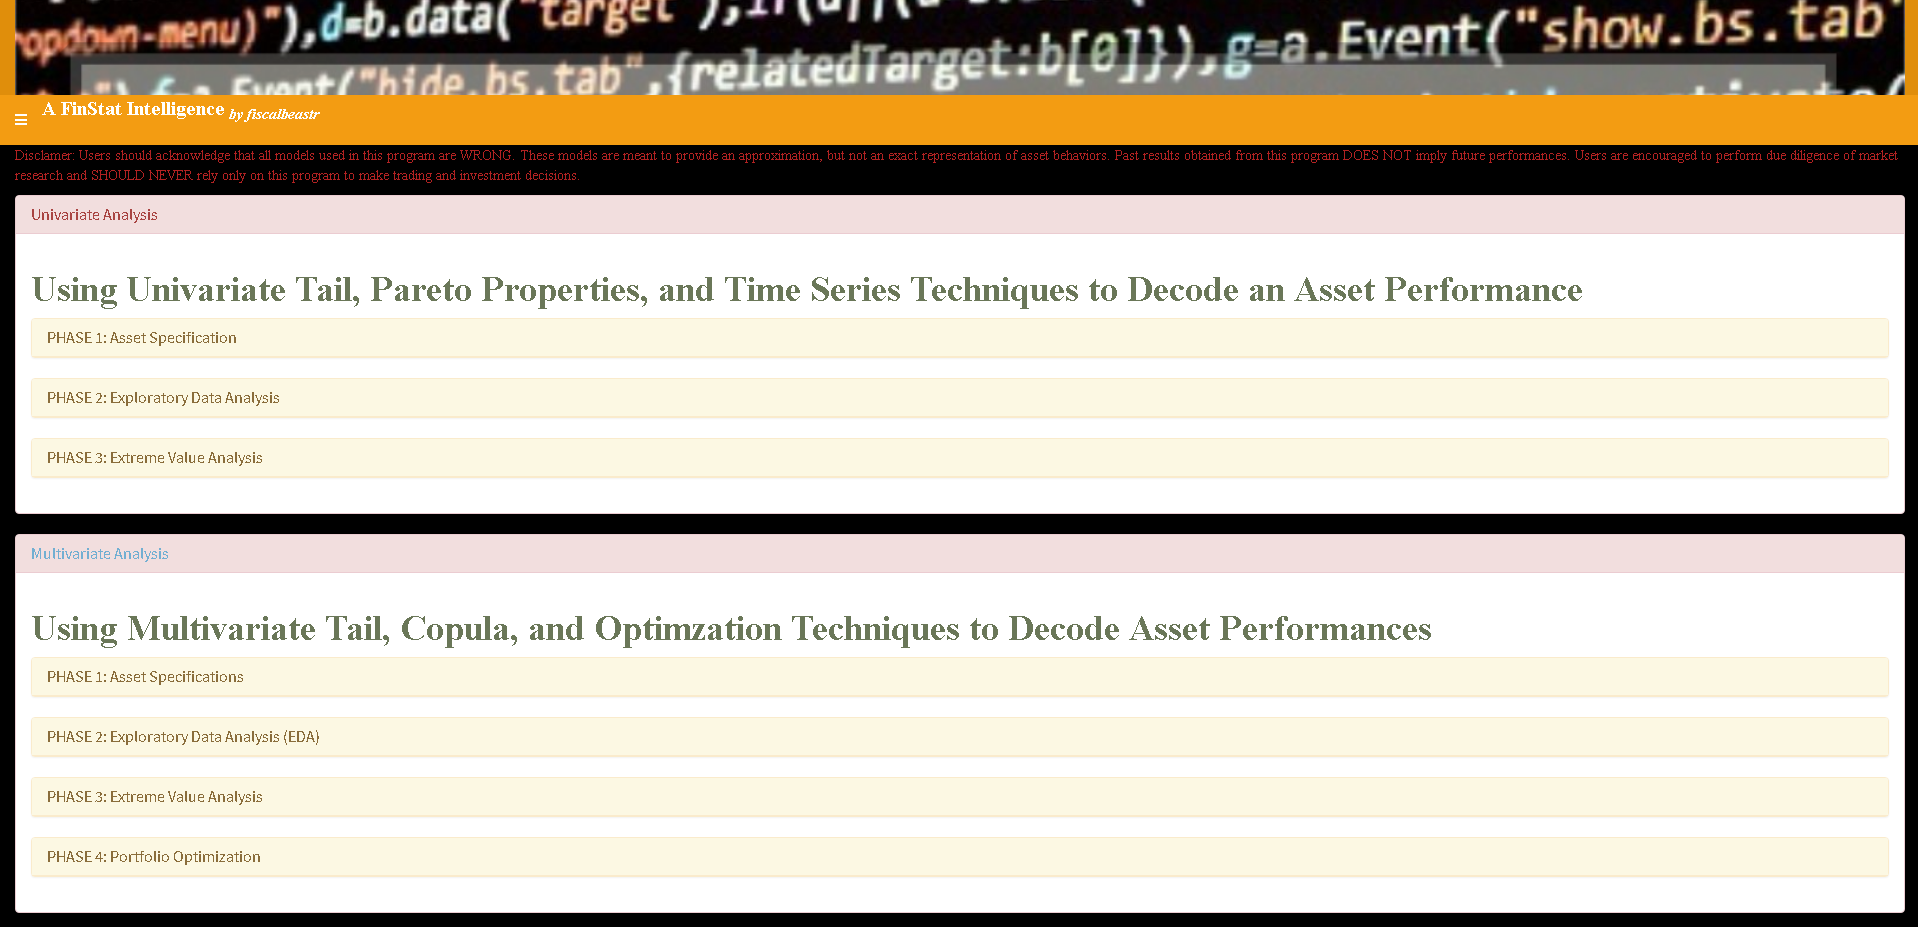 opdown-menu)"),d=b.data("target"),
"),f=a.Event("hide.bs.tab",{relatedTarget:b[0]}),g=a.Event("show.bs.tab"
A FinStat Intelligence by fiscalbeastr
Disclamer: Users should acknowledge that all models used in this program are WRONG. These models are meant to provide an approximation, but not an exact representation of asset behaviors. Past results obtained from this program DOES NOT imply future performances. Users are encouraged to perform due diligence of market
research and SHOULD NEVER rely only on this program to make trading and investment decisions.
Univariate Analysis
Using Univariate Tail, Pareto Properties, and Time Series Techniques to Decode an Asset Performance
PHASE 1: Asset Specification
PHASE 2: Exploratory Data Analysis
PHASE 3: Extreme Value Analysis
Multivariate Analysis
Using Multivariate Tail, Copula, and Optimzation Techniques to Decode Asset Performances
PHASE 1: Asset Specifications
PHASE 2: Exploratory Data Analysis (EDA)
PHASE 3: Extreme Value Analysis
PHASE 4: Portfolio Optimization